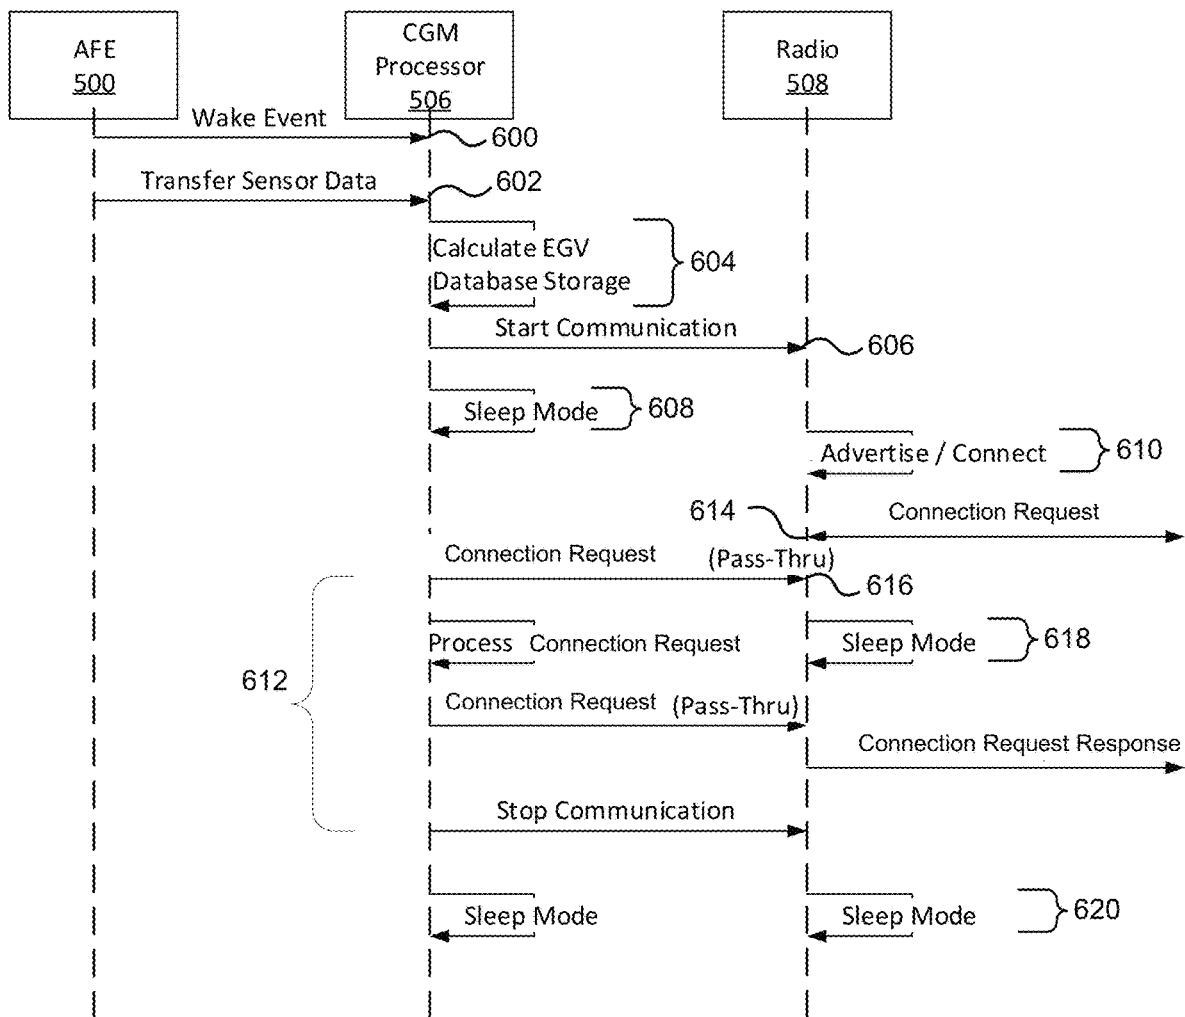 AFE
500
CGM
Processor
506
Radio
508
Wake Event
600
Transfer Sensor Data
602
Calculate EGV
Database Storage
604
Start Communication
606
Sleep Mode
608
Advertise / Connect
610
614
Connection Request
Connection Request (Pass-Thru)
616
Process Connection Request
Sleep Mode
618
612
Connection Request (Pass-Thru)
Connection Request Response
Stop Communication
Sleep Mode
Sleep Mode
620